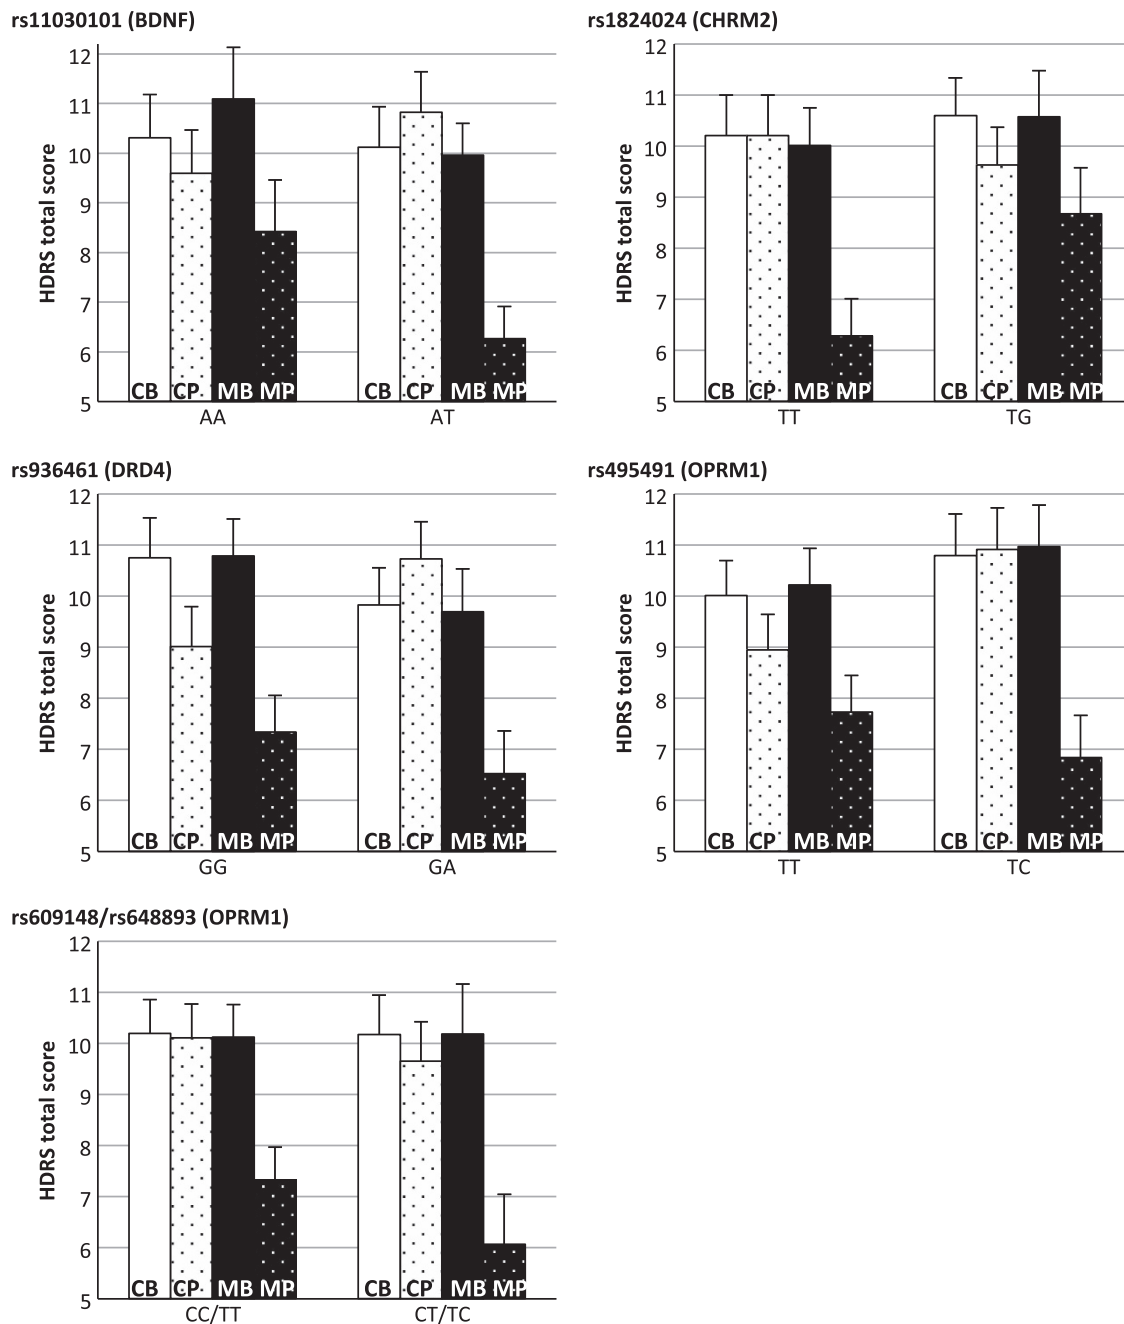 rs11030101 (BDNF)
12
11
10
9
8
7
6
5
HDRS total score
CB CP MB MP
CB CP MB MP
AA
AT
rs1824024 (CHRM2)
12
11
10
9
8
7
6
5
HDRS total score
CB CP MB MP
CB CP MB MP
TT
TG
rs936461 (DRD4)
12
11
10
9
8
7
6
5
HDRS total score
CB CP MB MP
CB CP MB MP
GG
GA
rs495491 (OPRM1)
12
11
10
9
8
7
6
5
HDRS total score
CB CP MB MP
CB CP MB MP
TT
TC
rs609148/rs648893 (OPRM1)
12
11
10
9
8
7
6
5
HDRS total score
CB CP MB MP
CB CP MB MP
CC/TT
CT/TC